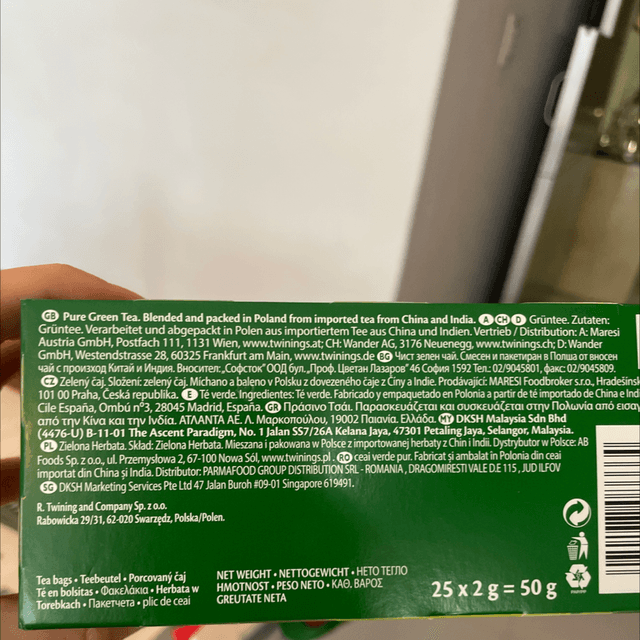 GB Pure Green Tea. Blended and packed in Poland from imported tea from China and India. A CH D Grüntee. Zutaten:
Grüntee. Verarbeitet und abgepackt in Polen aus importiertem Tee aus China und Indien. Vertrieb / Distribution: A: Maresi
Austria GmbH, Postfach 111, 1131 Wien, www.twinings.at; CH: Wander AG, 3176 Neuenegg, www.twinings.ch; D: Wander
GmbH, Westendstrasse 28, 60325 Frankfurt am Main, www.twinings.de BG Чист зелен чай. Смесен и пакетиран в Полша от вносен
чай с произход Китай и Индия. Вносител: „Софсток" ООД бул. „Проф. Цветан Лазаров" 46 София 1592 Тел.: 02/9045801, факс: 02/9045809.
CZ Zelený čaj. Složení: zelený čaj. Mícháno a baleno v Polsku z dovezeného čaje z Číny a Indie. Prodávající: MARESI Foodbroker s.r.o., Hradešíns
101 00 Praha, Česká republika. E Té verde. Ingredientes: Té verde. Fabricado y empaquetado en Polonia a partir de té importado de China e Indi
Cile España, Ombú nº3, 28045 Madrid, España. GR Πράσινο Τσάι. Παρασκευάζεται και συσκευάζεται στην Πολωνία από εισαγ
από την Κίνα και την Ινδία. ΑΤΛΑΝΤΑ ΑΕ, Λ. Μαρκοπούλου, 19002 Παιανία, Ελλάδα. MY DKSH Malaysia Sdn Bhd
(4476-U) B-11-01 The Ascent Paradigm, No. 1 Jalan SS7/26A Kelana Jaya, 47301 Petaling Jaya, Selangor, Malaysia.
PL Zielona Herbata. Skład: Zielona Herbata. Mieszana i pakowana w Polsce z importowanej herbaty z Chin i Indii. Dystrybutor w Polsce: AB
Foods Sp. z o.o., ul. Przemysłowa 2, 67-100 Nowa Sól, www.twinings.pl. RO ceai verde pur. Fabricat şi ambalat în Polonia din ceai
importat din China şi India. Distributor: PARMAFOOD GROUP DISTRIBUTION SRL - ROMANIA, DRAGOMIRESTI VALE D.E 115, JUD ILFOV
SG DKSH Marketing Services Pte Ltd 47 Jalan Buroh #09-01 Singapore 619491.
R. Twining and Company Sp. z o.o.
Rabowicka 29/31, 62-020 Swarzędz, Polska/Polen.
Tea bags • Teebeutel • Porcovaný čaj
Té en bolsitas • Φακελάκια • Herbata w
Torebkach • Пакетчета • plic de ceai
NET WEIGHT • NETTOGEWICHT • НЕТО ТЕГЛО
HMOTNOST • PESO NETO • ΚΑΘ. ΒΑΡΟΣ
GREUTATE NETA
25 x 2 g = 50 g